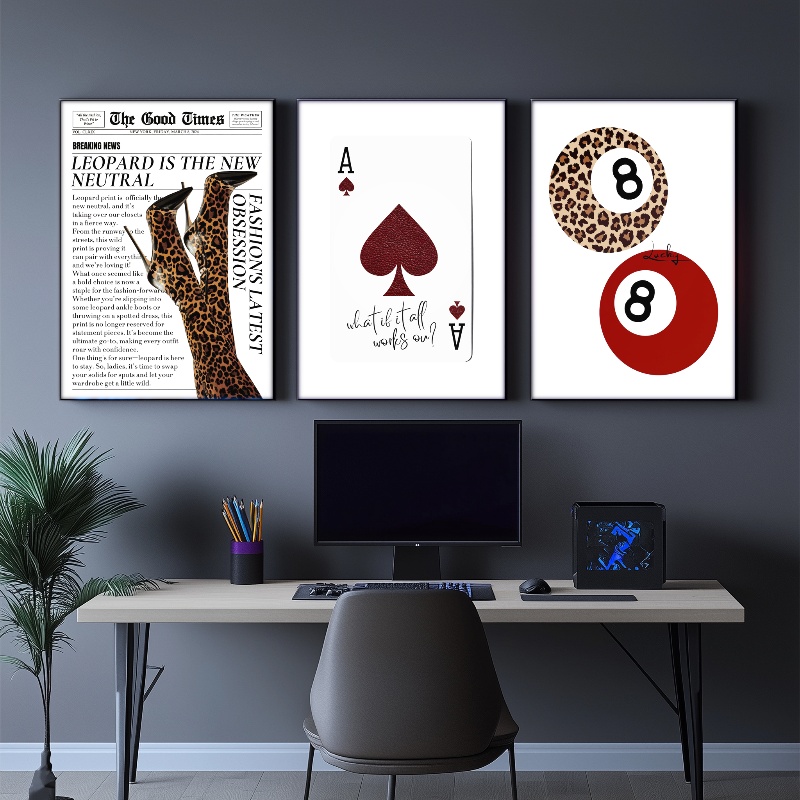 The Good Times
NEW YORK, FRIDAY, MARCH
BREAKING NEWS
LEOPARD IS THE NEW
NEUTRAL
Leopard print is officially the
new neutral, and it's
taking over our closets
in a fierce way.
From the runway to the
streets, this wild
print is proving it
can pair with everything
and we're loving it!
What once seemed like
a bold choice is now a
staple for the fashion-forward
Whether you're slipping into
some leopard ankle boots or
throwing on a spotted dress, this
print is no longer reserved for
statement pieces. It's become the
ultimate go-to, making every outfit
roar with confidence.
One thing for sure—leopard is here
to stay. So, ladies, it's time to swap
your solids for spots and let your
wardrobe get a little wild.
FASHION'S LATEST
OBSESSION
A
what if it all
works out?
A
8
Lucky
8